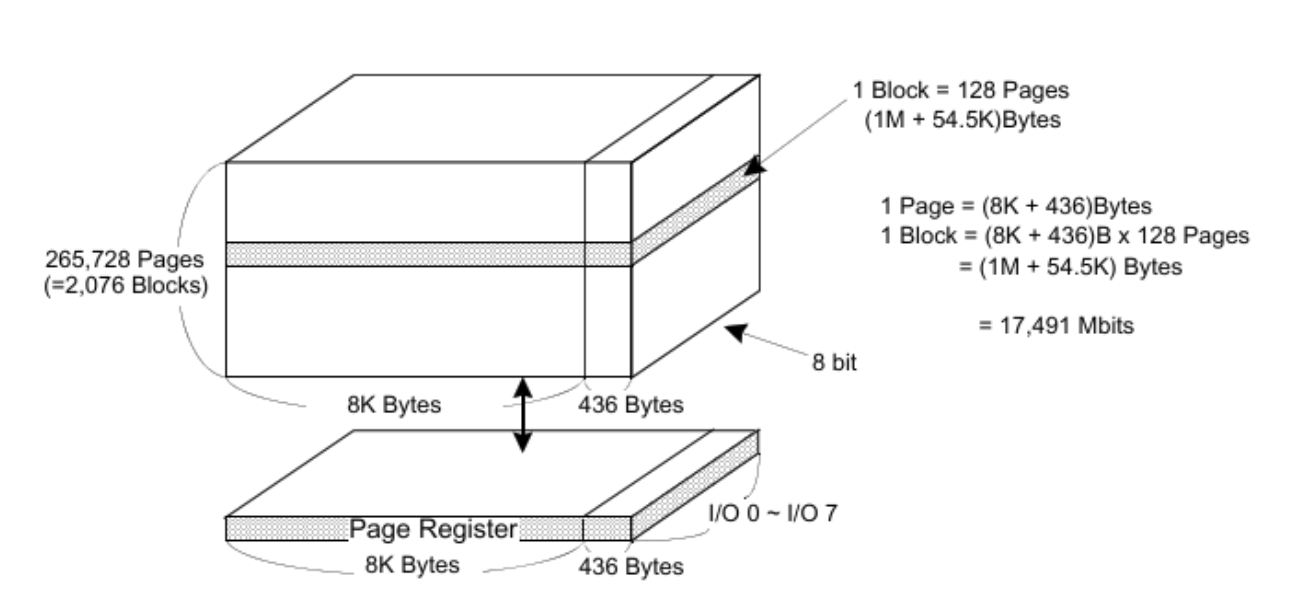 1 Block = 128 Pages
(1M + 54.5K)Bytes
1 Page = (8K + 436)Bytes
1 Block = (8K + 436)B x 128 Pages
= (1M + 54.5K) Bytes
= 17,491 Mbits
265,728 Pages
(=2,076 Blocks)
8 bit
8K Bytes
436 Bytes
Page Register
I/O 0 ~ I/O 7
8K Bytes
436 Bytes